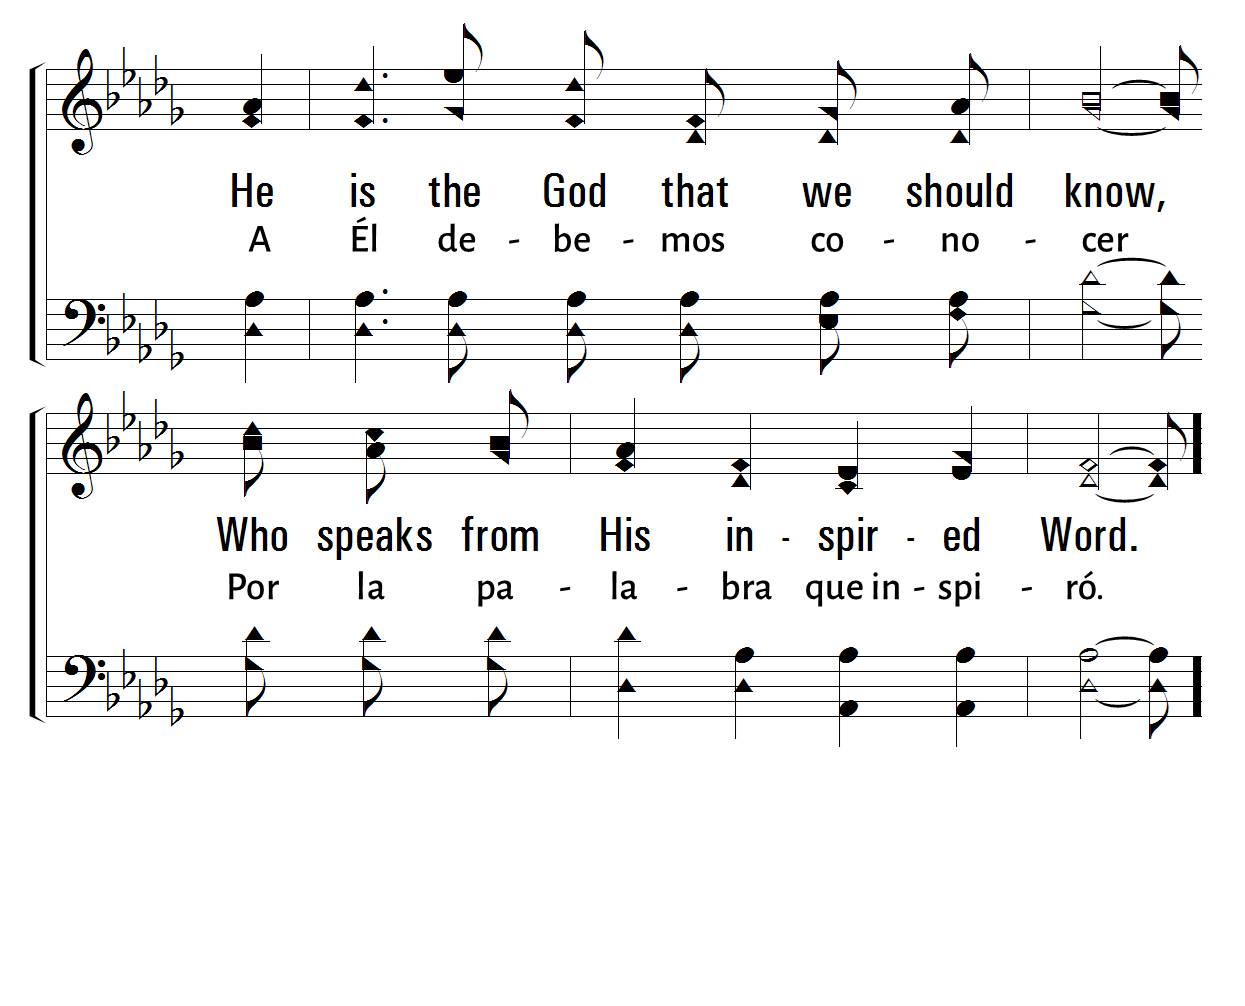 He is the God that we should know,
A Él de - be - mos co - no - cer
Who speaks from His in - spir - ed Word.
Por la pa - la - bra que in - spi - ró.